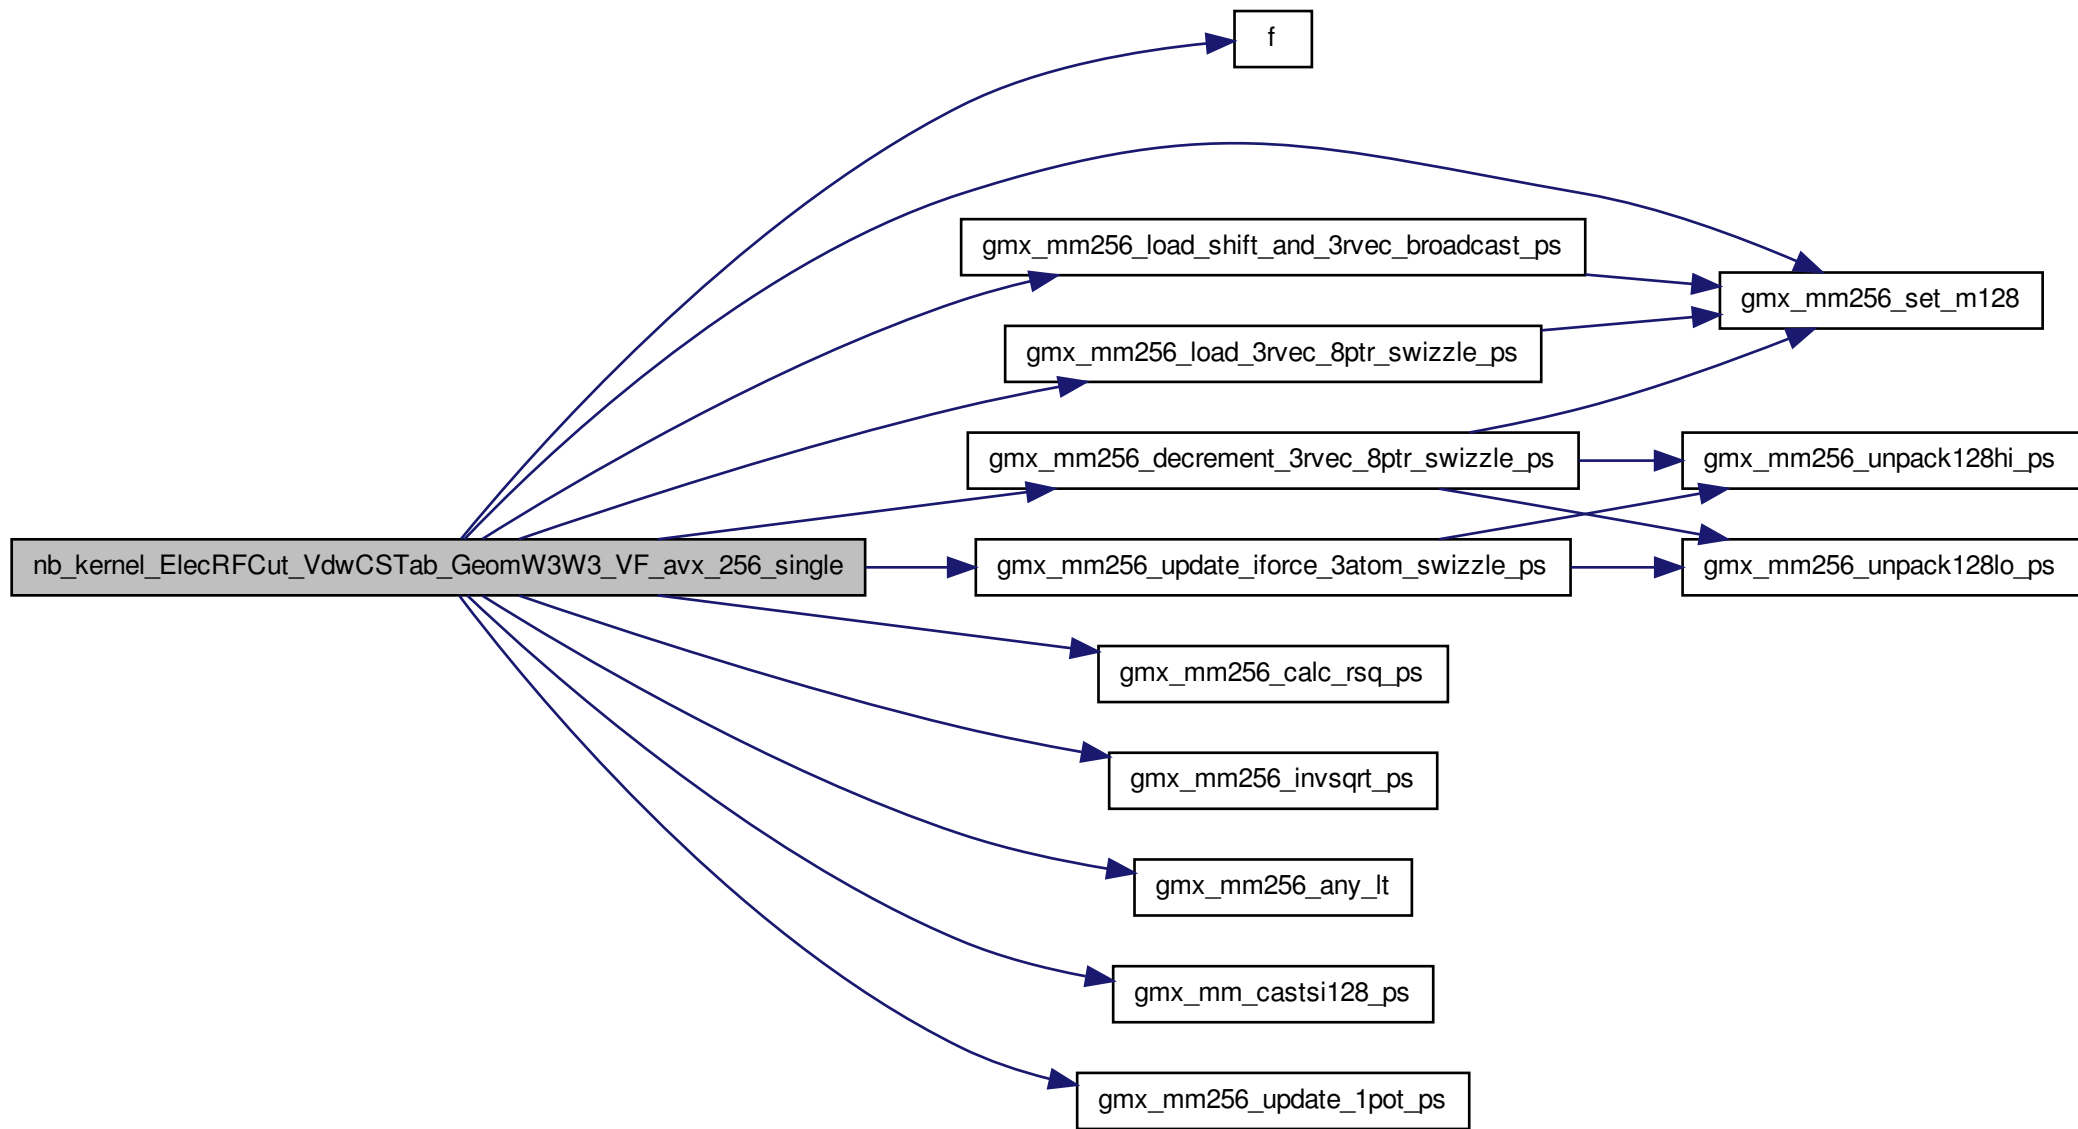 f
gmx_mm256_load_shift_and_3rvec_broadcast_ps
gmx_mm256_set_m128
gmx_mm256_load_3rvec_8ptr_swizzle_ps
gmx_mm256_decrement_3rvec_8ptr_swizzle_ps
gmx_mm256_unpack128hi_ps
nb_kernel_ElecRFCut_VdwCSTab_GeomW3W3_VF_avx_256_single
gmx_mm256_update_iforce_3atom_swizzle_ps
gmx_mm256_unpack128lo_ps
gmx_mm256_calc_rsq_ps
gmx_mm256_invsqrt_ps
gmx_mm256_any_lt
gmx_mm_castsi128_ps
gmx_mm256_update_1pot_ps